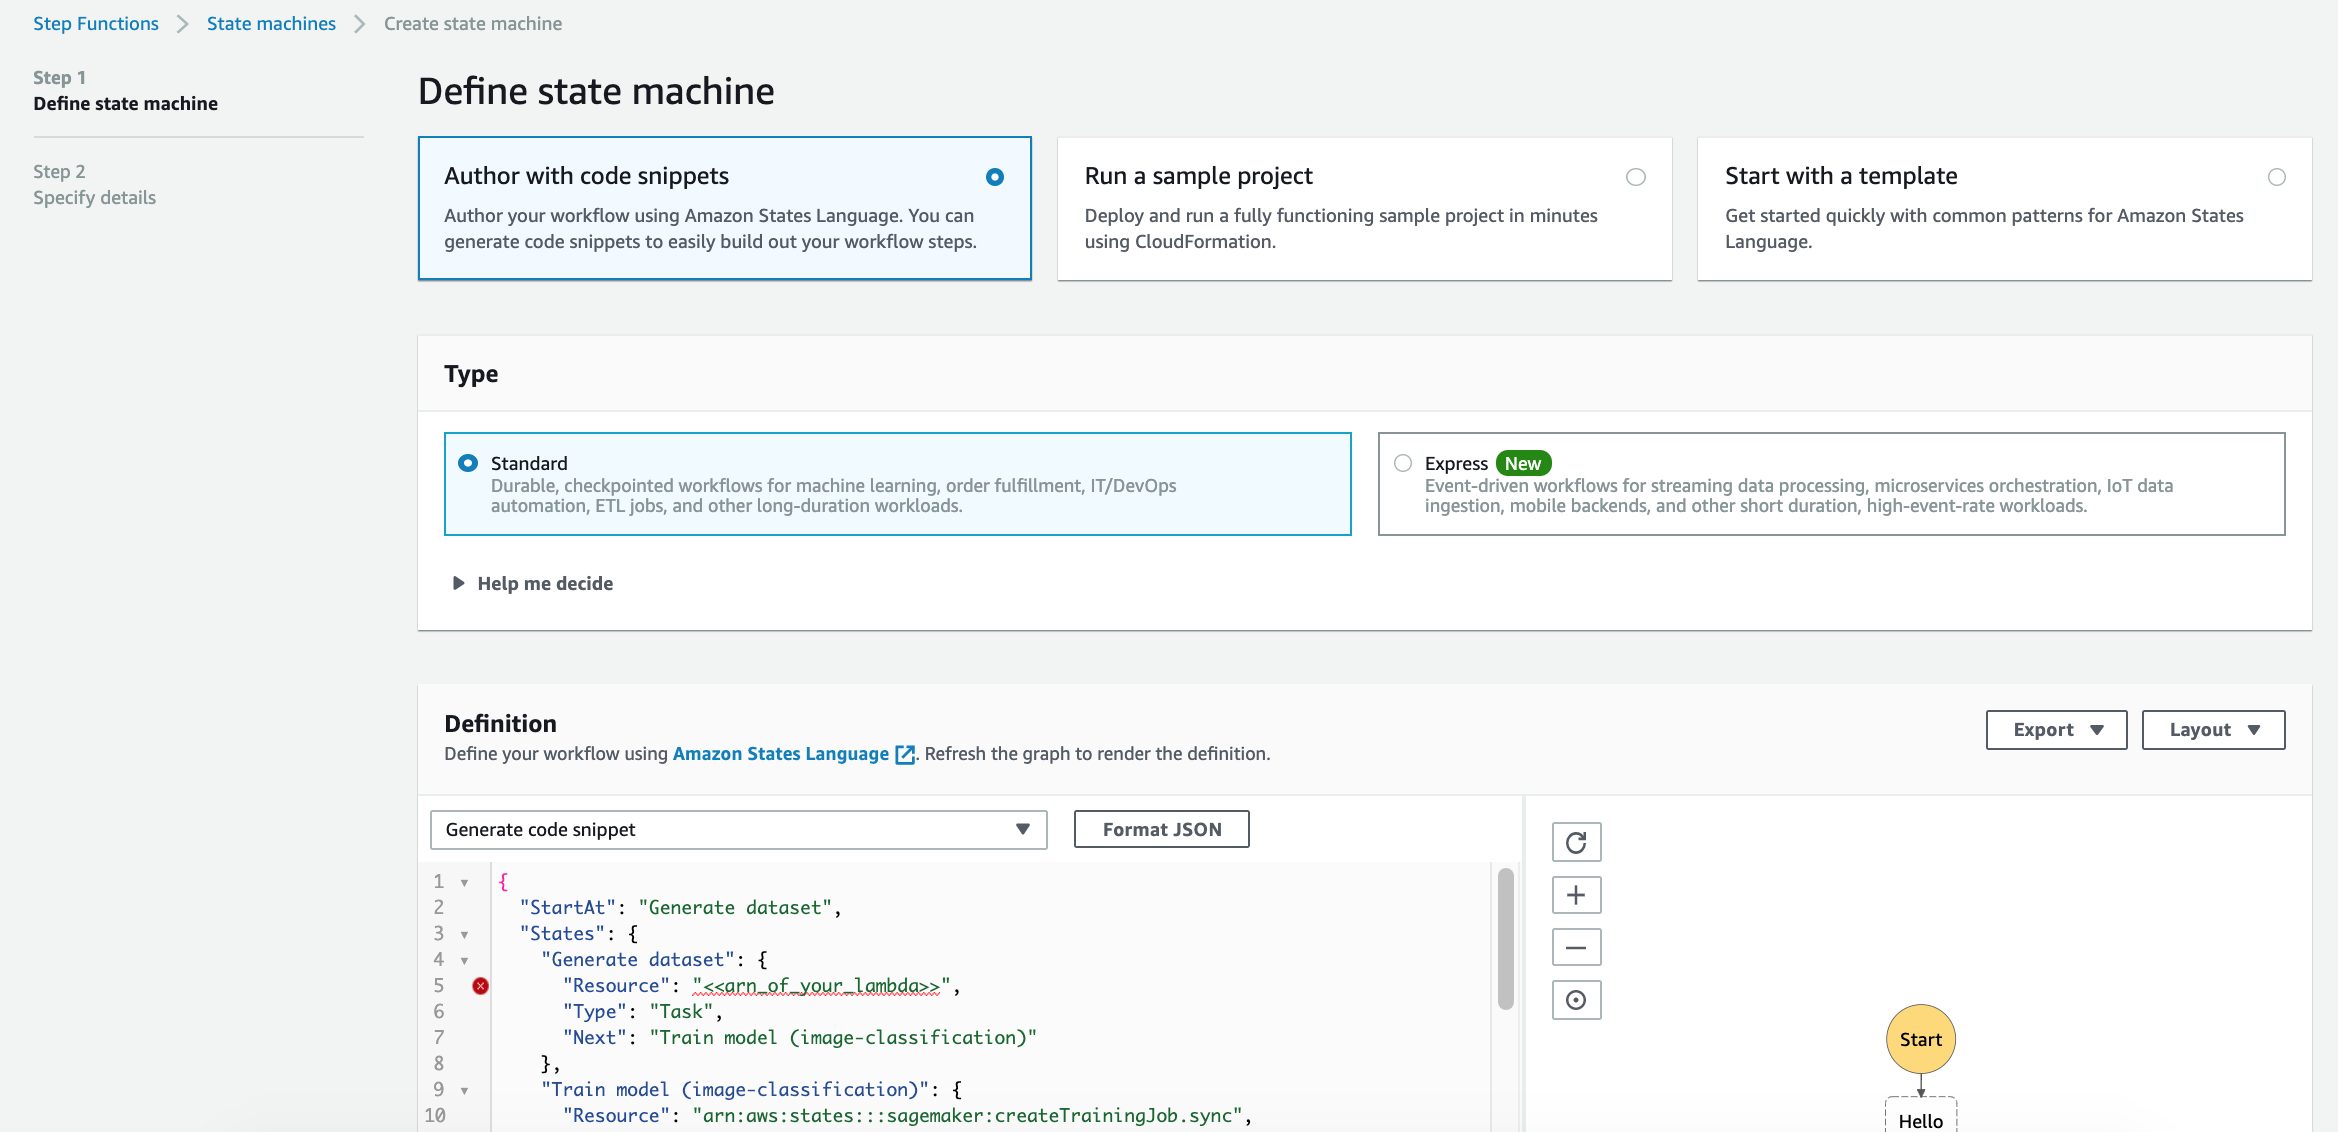 Step Functions > State machines > Create state machine
Step 1
Define state machine
Step 2
Specify details
Define state machine
Author with code snippets
Author your workflow using Amazon States Language. You can
generate code snippets to easily build out your workflow steps.
Run a sample project
Deploy and run a fully functioning sample project in minutes
using CloudFormation.
Start with a template
Get started quickly with common patterns for Amazon States
Language.
Type
Standard
Durable, checkpointed workflows for machine learning, order fulfillment, IT/DevOps
automation, ETL jobs, and other long-duration workloads.
Express New
Event-driven workflows for streaming data processing, microservices orchestration, IoT data
ingestion, mobile backends, and other short duration, high-event-rate workloads.
Help me decide
Definition
Define your workflow using Amazon States Language . Refresh the graph to render the definition.
Export
Layout
Generate code snippet
Format JSON
1 {
2 "StartAt": "Generate dataset",
3 "States": {
4 "Generate dataset": {
5 "Resource": "<<arn_of_your_lambda>>",
6 "Type": "Task",
7 "Next": "Train model (image-classification)"
8 },
9 "Train model (image-classification)": {
10 "Resource": "arn:aws:states:::sagemaker:createTrainingJob.sync",
Start
Hello